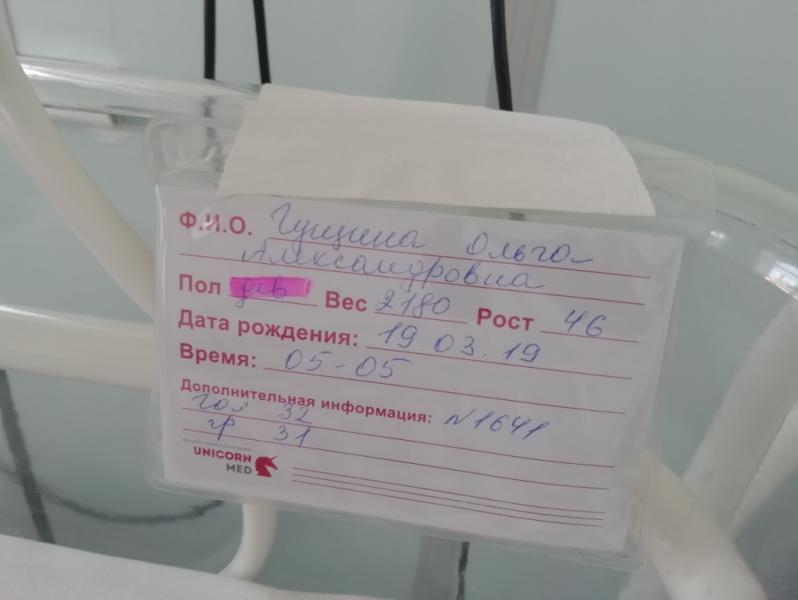 Ф.И.О. Гущина Ольга
Александровна
Пол дев Вес 2180 Рост 46
Дата рождения: 19.03.19
Время: 05-05
Дополнительная информация: N1641
гол 32
гр 31
UNICORN
MED